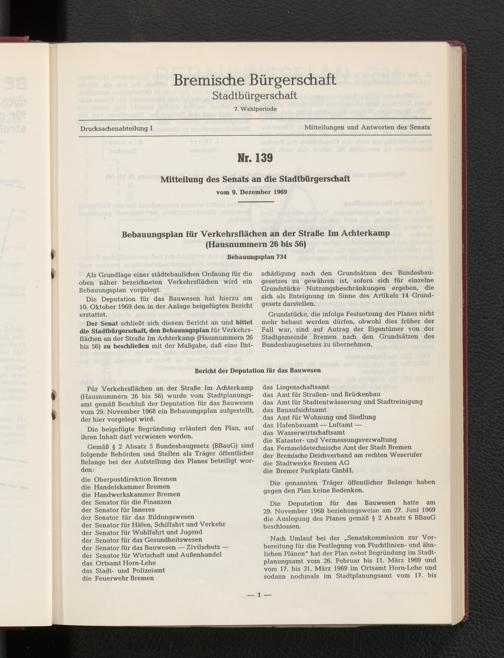 Bremische Bürgerschaft
Stadtbürgerschaft
7. Wahlperiode
Drucksachenabteilung I
Mitteilungen und Antworten des Senats
Nr. 139
Mitteilung des Senats an die Stadtbürgerschaft
vom 9. Dezember 1969
Bebauungsplan für Verkehrsflächen an der Straße Im Achterkamp
(Hausnummern 26 bis 56)
Bebauungsplan 734
Als Grundlage einer städtebaulichen Ordnung für die
oben näher bezeichneten Verkehrsflächen wird ein
Bebauungsplan vorgelegt.
Die Deputation für das Bauwesen hat hierzu am
10. Oktober 1969 den in der Anlage beigefügten Bericht
erstattet.
Der Senat schließt sich diesem Bericht an und bittet
die Stadtbürgerschaft, den Bebauungsplan für Verkehrs-
flächen an der Straße Im Achterkamp (Hausnummern 26
bis 56) zu beschließen mit der Maßgabe, daß eine Ent-
schädigung nach den Grundsätzen des Bundesbau-
gesetzes zu gewähren ist, sofern sich für einzelne
Grundstücke Nutzungsbeschränkungen ergeben, die
sich als Enteignung im Sinne des Artikels 14 Grund-
gesetz darstellen.
Grundstücke, die infolge Festsetzung des Planes nicht
mehr bebaut werden dürfen, obwohl dies früher der
Fall war, sind auf Antrag der Eigentümer von der
Stadtgemeinde Bremen nach den Grundsätzen des
Bundesbaugesetzes zu übernehmen.
Bericht der Deputation für das Bauwesen
Für Verkehrsflächen an der Straße Im Achterkamp
(Hausnummern 26 bis 56) wurde vom Stadtplanungs-
amt gemäß Beschluß der Deputation für das Bauwesen
vom 29. November 1968 ein Bebauungsplan aufgestellt,
der hier vorgelegt wird.
Die beigefügte Begründung erläutert den Plan, auf
ihren Inhalt darf verwiesen werden.
Gemäß § 2 Absatz 5 Bundesbaugesetz (BBauG) sind
folgende Behörden und Stellen als Träger öffentlicher
Belange bei der Aufstellung des Planes beteiligt wor-
den:
die Oberpostdirektion Bremen
die Handelskammer Bremen
die Handwerkskammer Bremen
der Senator für die Finanzen
der Senator für Inneres
der Senator für das Bildungswesen
der Senator für Häfen, Schiffahrt und Verkehr
der Senator für Wohlfahrt und Jugend
der Senator für das Gesundheitswesen
der Senator für das Bauwesen — Zivilschutz —
der Senator für Wirtschaft und Außenhandel
das Ortsamt Horn-Lehe
das Stadt- und Polizeiamt
die Feuerwehr Bremen
das Liegenschaftsamt
das Amt für Straßen- und Brückenbau
das Amt für Stadtentwässerung und Stadtreinigung
das Bauaufsichtsamt
das Amt für Wohnung und Siedlung
das Hafenbauamt — Luftamt —
das Wasserwirtschaftsamt
die Kataster- und Vermessungsverwaltung
das Fernmeldetechnische Amt der Stadt Bremen
der Bremische Deichverband am rechten Weserufer
die Stadtwerke Bremen AG
die Bremer Parkplatz GmbH.
Die genannten Träger öffentlicher Belange haben
gegen den Plan keine Bedenken.
Die Deputation für das Bauwesen hatte am
29. November 1968 beziehungsweise am 27. Juni 1969
die Auslegung des Planes gemäß § 2 Absatz 6 BBauG
beschlossen.
Nach Umlauf bei der „Senatskommission zur Vor-
bereitung für die Festlegung von Fluchtlinien- und ähn-
lichen Plänen“ hat der Plan nebst Begründung im Stadt-
planungsamt vom 26. Februar bis 11. März 1969 und
vom 17. bis 31. März 1969 im Ortsamt Horn-Lehe und
sodann nochmals im Stadtplanungsamt vom 17. bis
— 1 —